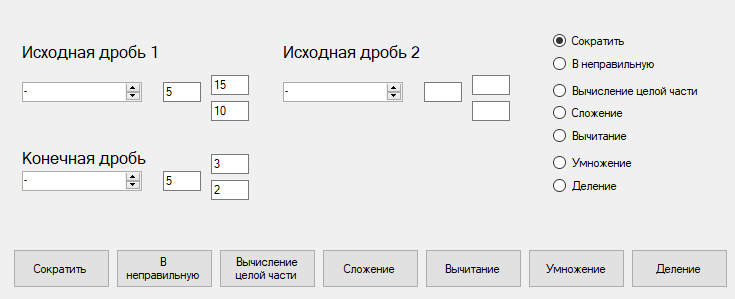 Исходная дробь 1
- 5 15
10
Исходная дробь 2
-
Конечная дробь
- 5 3
2
Сократить
В неправильную
Вычисление целой части
Сложение
Вычитание
Умножение
Деление
Сократить
В
неправильную
Вычисление
целой части
Сложение
Вычитание
Умножение
Деление